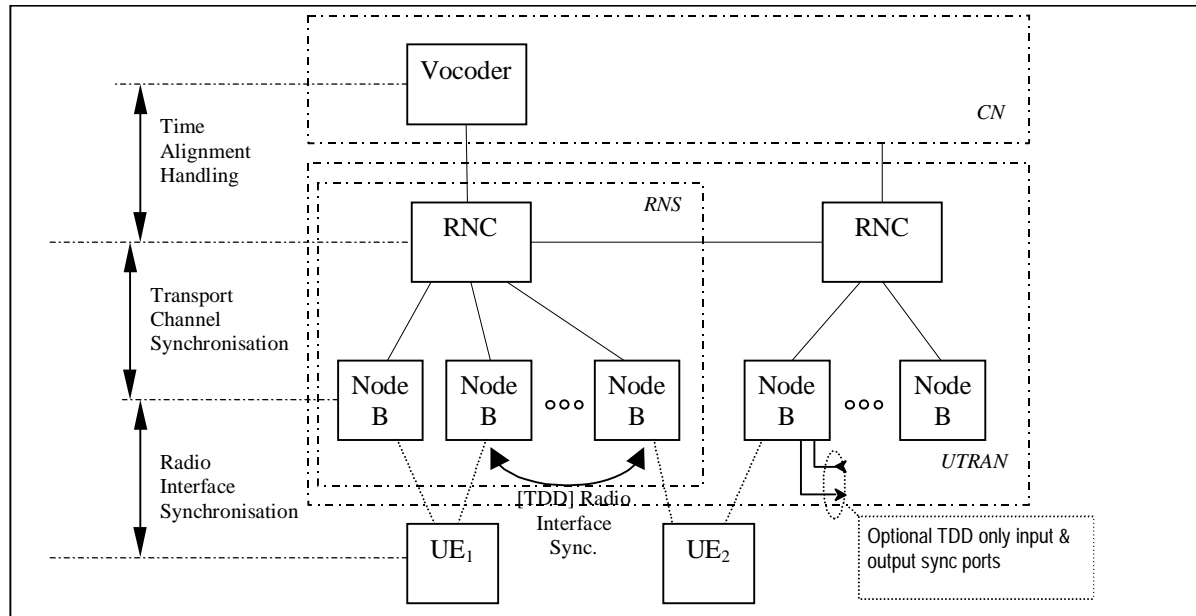 Vocoder
CN
Time
Alignment
Handling
RNS
RNC
RNC
Transport
Channel
Synchronisation
Node
B
Node
B
Node
B
Node
B
Node
B
UTRAN
Radio
Interface
Synchronisation
[TDD] Radio
Interface
Sync.
UE1
UE2
Optional TDD only input &
output sync ports